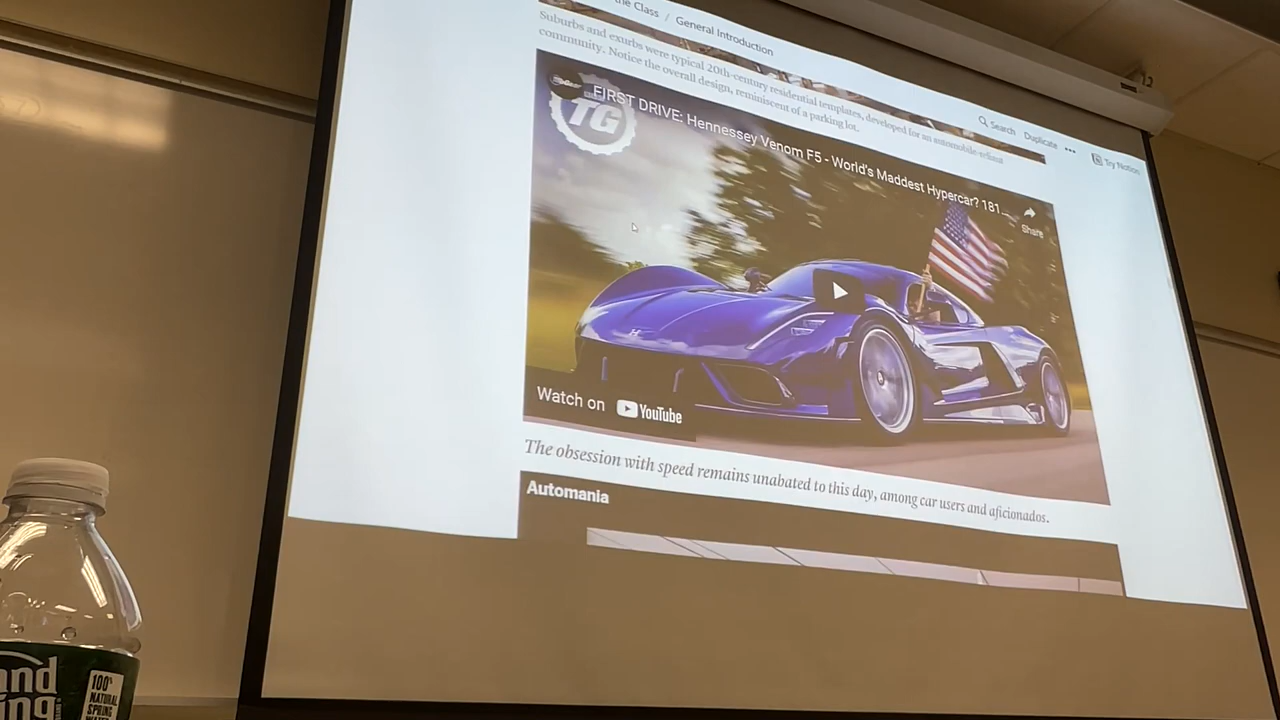 the Class / General Introduction
Search Duplicate ••• Try Notion
Suburbs and exurbs were typical 20th-century residential templates, developed for an automobile-reliant
community. Notice the overall design, reminiscent of a parking lot.
TG
FIRST DRIVE: Hennessey Venom F5 - World's Maddest Hypercar? 181...
Share
H
Watch on YouTube
The obsession with speed remains unabated to this day, among car users and aficionados.
Automania
and
ing
100%
NATURAL
SPRING
WATER